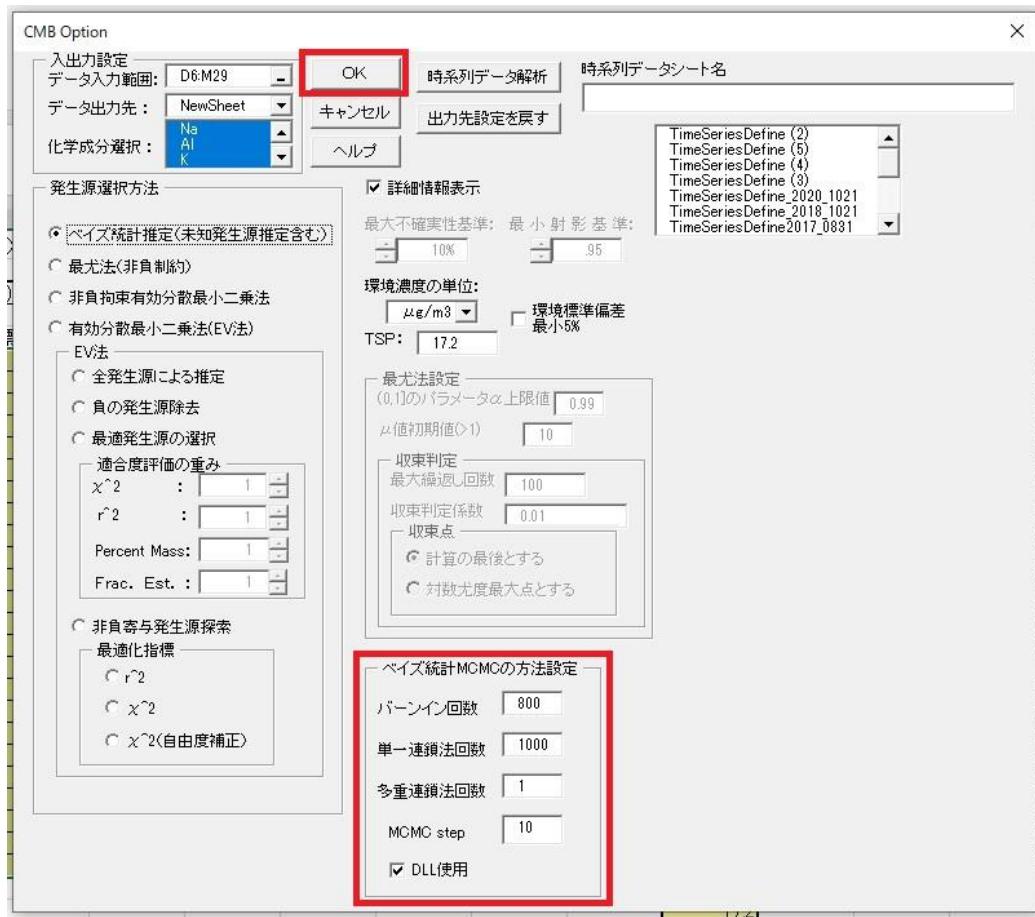 CMB Option
入出力設定
データ入力範囲: D6:M29
データ出力先： NewSheet
化学成分選択： Na
Al
K
OK
キャンセル
ヘルプ
時系列データ解析
出力先設定を戻す
時系列データシート名
TimeSeriesDefine (2)
TimeSeriesDefine (5)
TimeSeriesDefine (4)
TimeSeriesDefine (3)
TimeSeriesDefine_2020_1021
TimeSeriesDefine_2018_1021
TimeSeriesDefine2017_0831
発生源選択方法
ベイズ統計推定(未知発生源推定含む)
最尤法(非負制約)
非負拘束有効分散最小二乗法
有効分散最小二乗法(EV法)
EV法
全発生源による推定
負の発生源除去
最適発生源の選択
適合度評価の重み
χ^2 : 1
r^2 : 1
Percent Mass: 1
Frac. Est. : 1
非負寄与発生源探索
最適化指標
r^2
χ^2
χ^2(自由度補正)
詳細情報表示
最大不確実性基準: 最小射影基準:
10% .95
環境濃度の単位:
μg/m3
環境標準偏差
最小5%
TSP: 17.2
最尤法設定
(0,1]のパラメータα上限値 0.99
μ値初期値(>1) 10
収束判定
最大繰返し回数 100
収束判定係数 0.01
収束点
計算の最後とする
対数尤度最大点とする
ベイズ統計MCMCの方法設定
バーンイン回数 800
単一連鎖法回数 1000
多重連鎖法回数 1
MCMC step 10
DLL使用
17.2